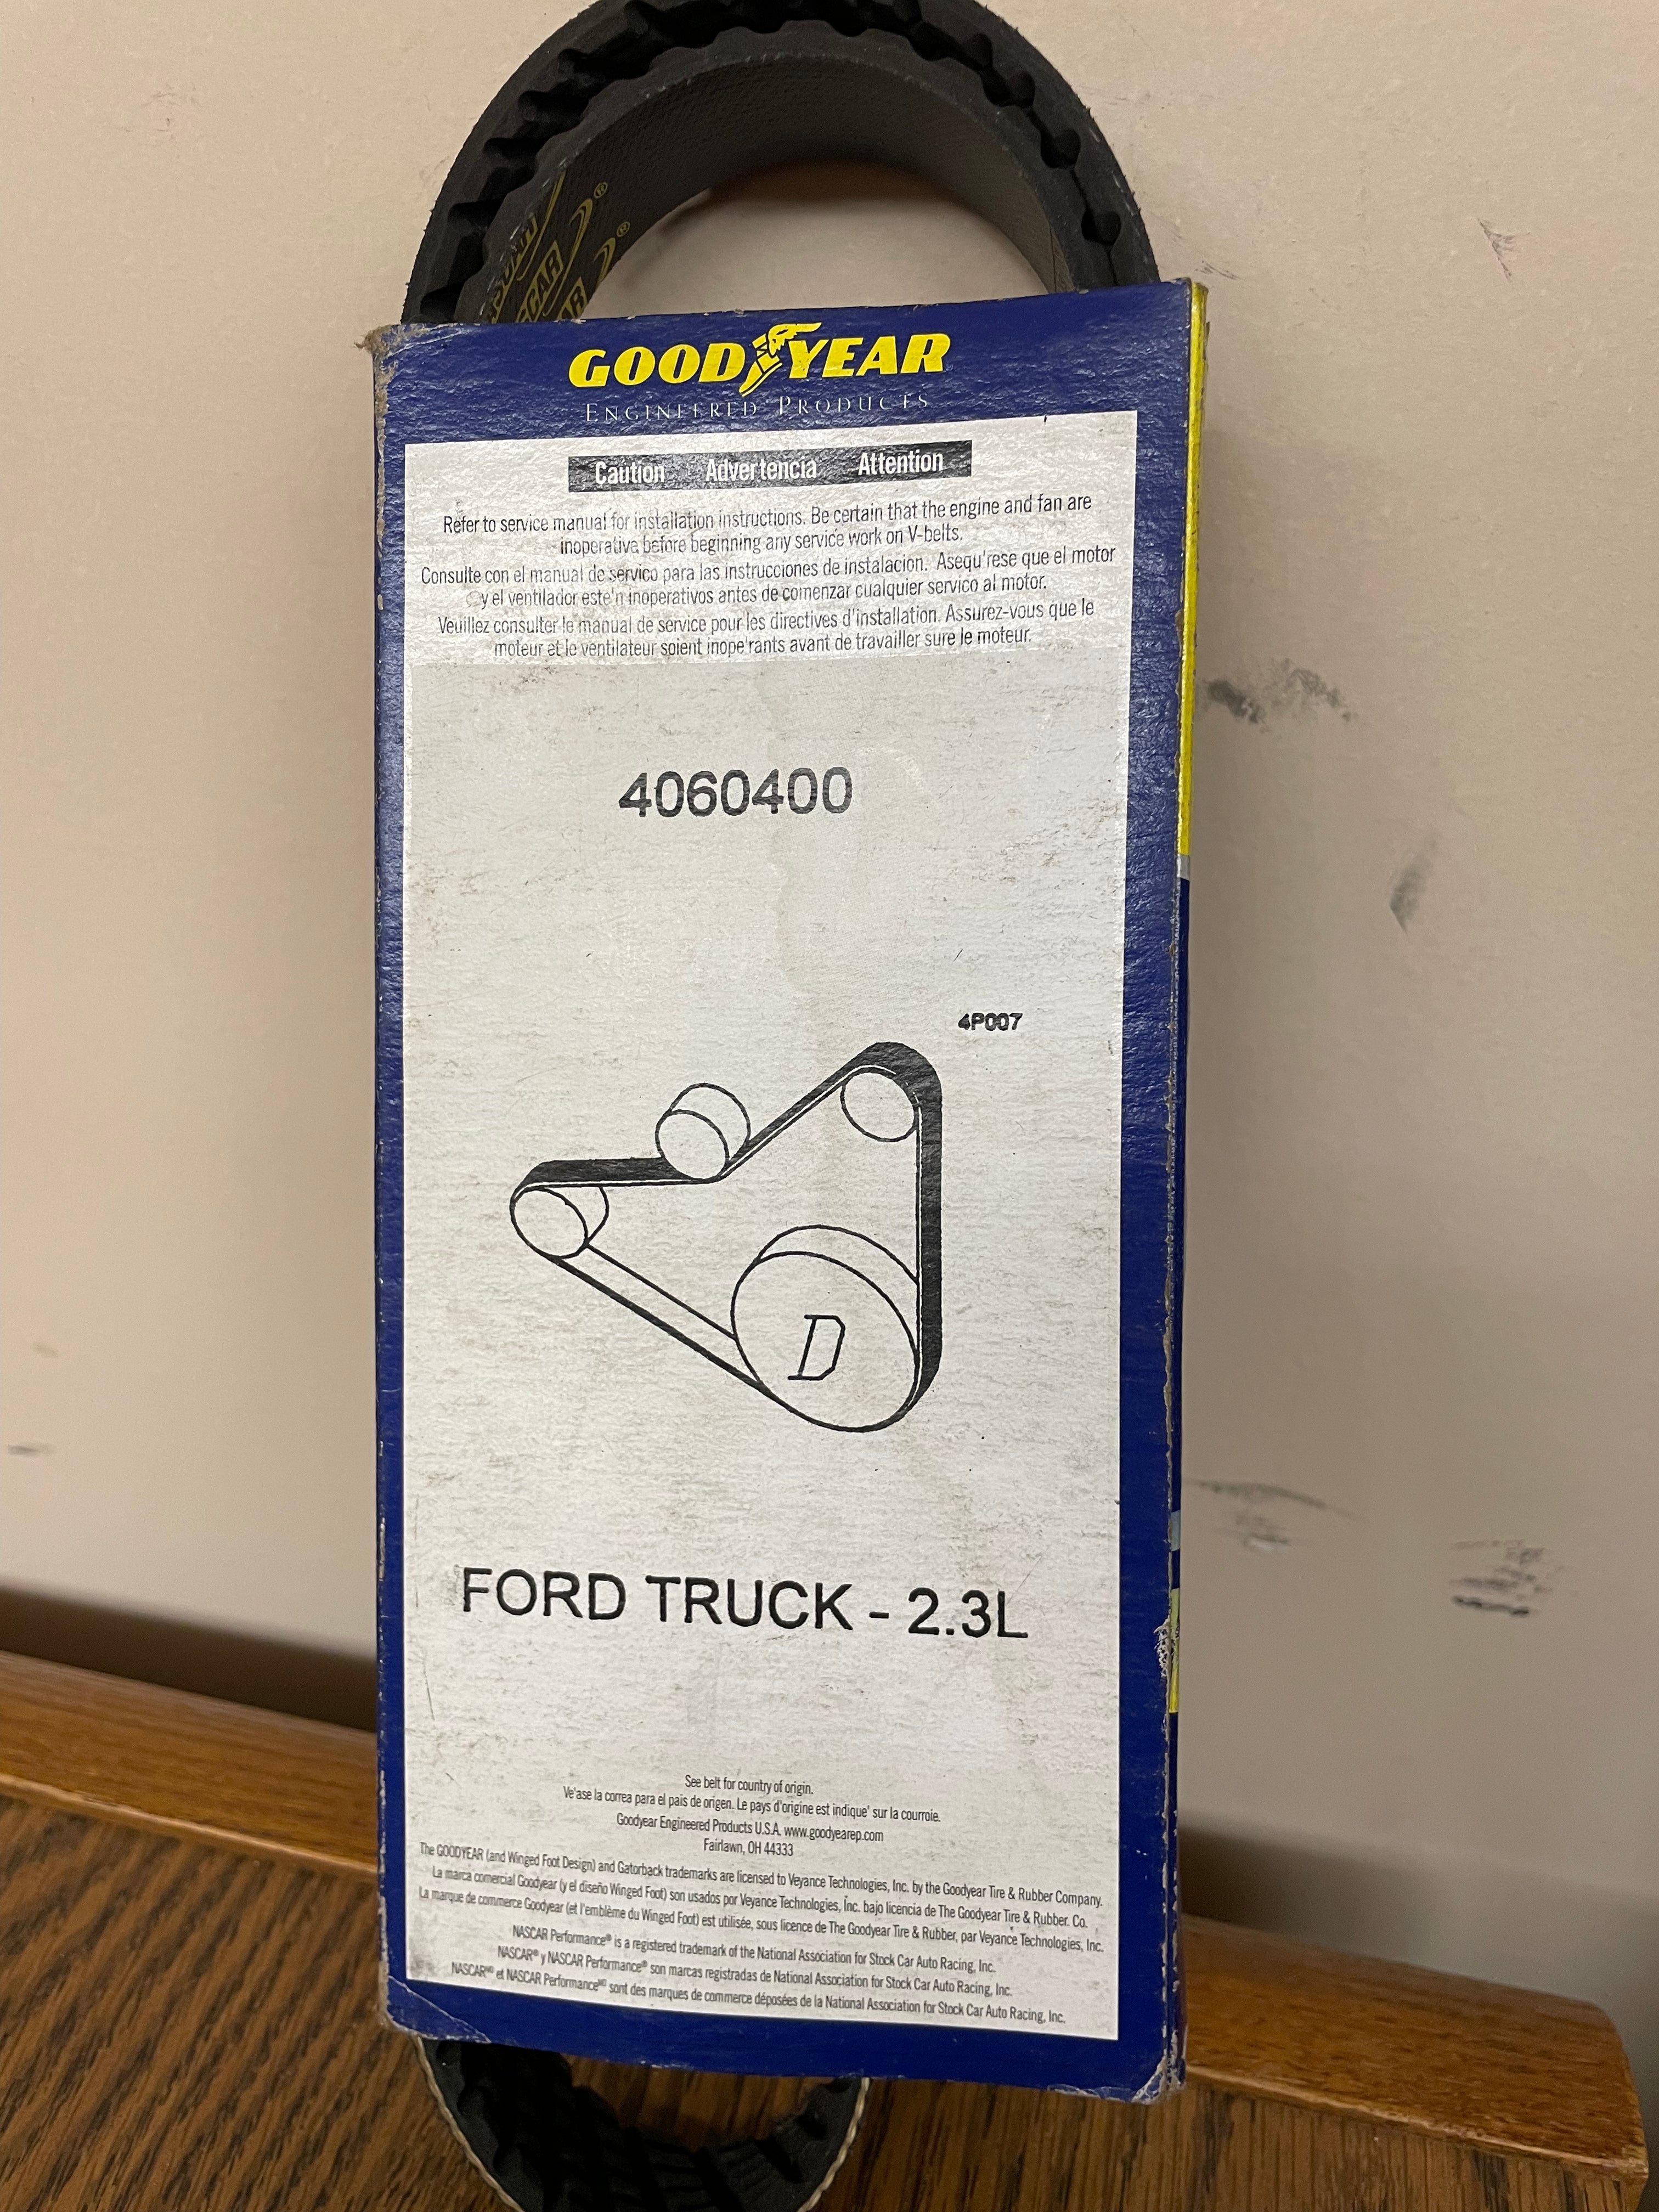 CAR ®
R ®
GOODYEAR
ENGINEERED PRODUCTS
Caution Advertencia Attention
Refer to service manual for installation instructions. Be certain that the engine and fan are
inoperative before beginning any service work on V-belts.
Consulte con el manual de servico para las instrucciones de instalacion. Asequ'rese que el motor
y el ventilador este'n inoperativos antes de comenzar cualquier servico al motor.
Veuillez consulter le manual de service pour les directives d'installation. Assurez-vous que le
moteur et le ventilateur soient inope'rants avant de travailler sure le moteur.
4060400
4P007
D
FORD TRUCK - 2.3L
See belt for country of origin.
Ve'ase la correa para el pais de origen. Le pays d'origine est indique' sur la courroie.
Goodyear Engineered Products U.S.A. www.goodyearep.com
Fairlawn, OH 44333
The GOODYEAR (and Winged Foot Design) and Gatorback trademarks are licensed to Veyance Technologies, Inc. by the Goodyear Tire & Rubber Company.
La marca comercial Goodyear (y el diseño Winged Foot) son usados por Veyance Technologies, Inc. bajo licencia de The Goodyear Tire & Rubber. Co.
La marque de commerce Goodyear (et l'emblème du Winged Foot) est utilisée, sous licence de The Goodyear Tire & Rubber, par Veyance Technologies, Inc.
NASCAR Performance® is a registered trademark of the National Association for Stock Car Auto Racing, Inc.
NASCAR® y NASCAR Performance® son marcas registradas de National Association for Stock Car Auto Racing, Inc.
NASCARᴹᴰ et NASCAR Performanceᴹᴰ sont des marques de commerce déposées de la National Association for Stock Car Auto Racing, Inc.